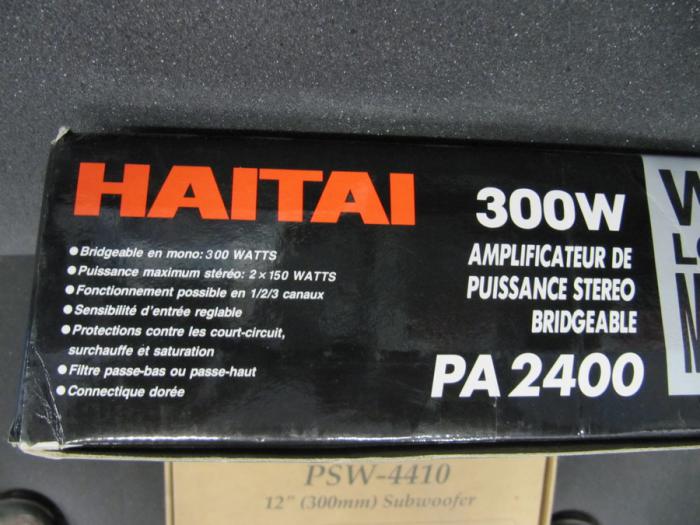 HAITAI
●Bridgeable en mono: 300 WATTS
●Puissance maximum stéréo: 2×150 WATTS
●Fonctionnement possible en 1/2/3 canaux
●Sensibilité d'entrée reglable
●Protections contre les court-circuit,
surchauffe et saturation
●Filtre passe-bas ou passe-haut
●Connectique dorée
300W
AMPLIFICATEUR DE
PUISSANCE STEREO
BRIDGEABLE
PA 2400
PSW-4410
12" (300mm) Subwoofer